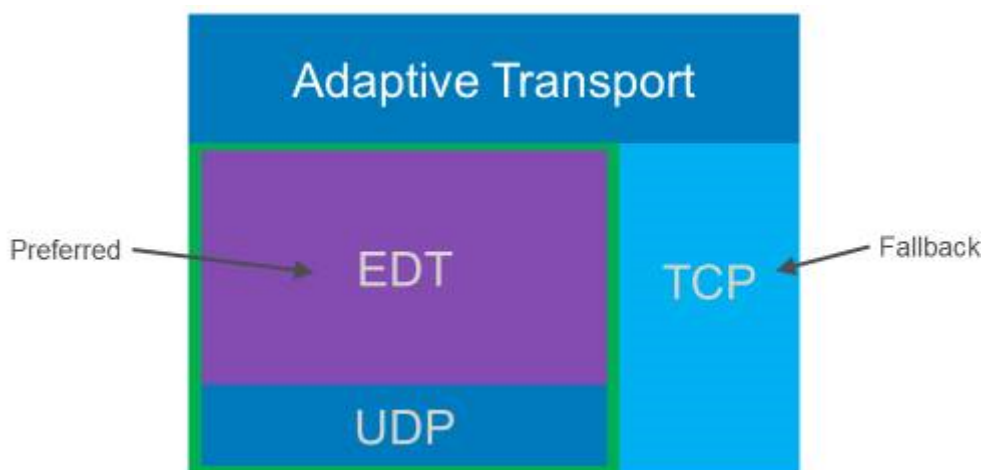 Adaptive Transport
Preferred
EDT
TCP
Fallback
UDP